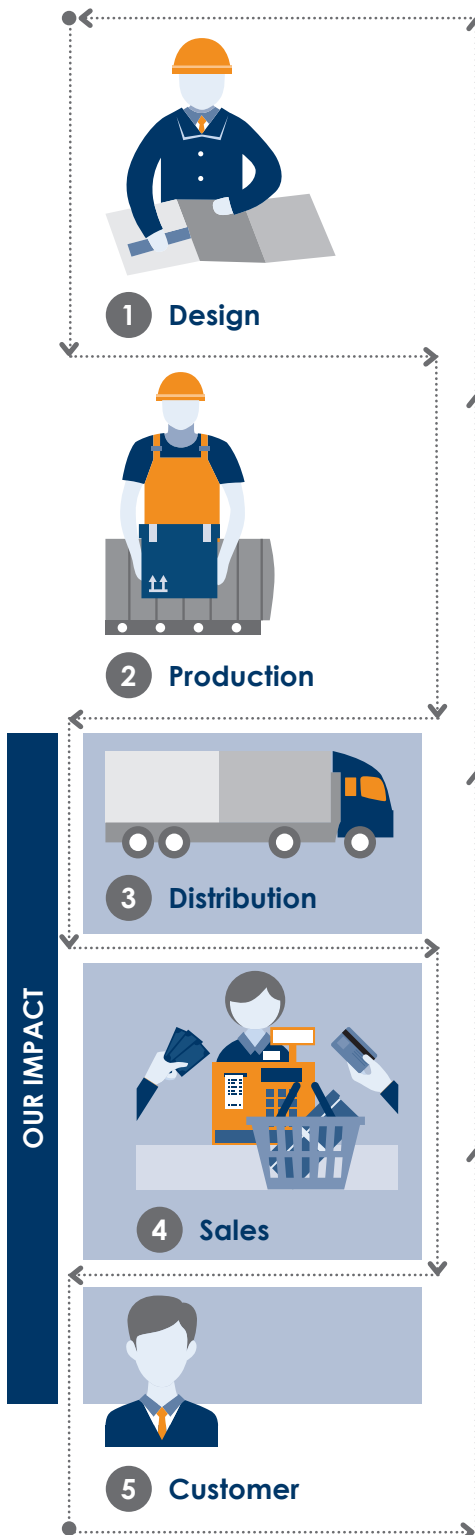 1 Design
2 Production
3 Distribution
OUR IMPACT
4 Sales
5 Customer